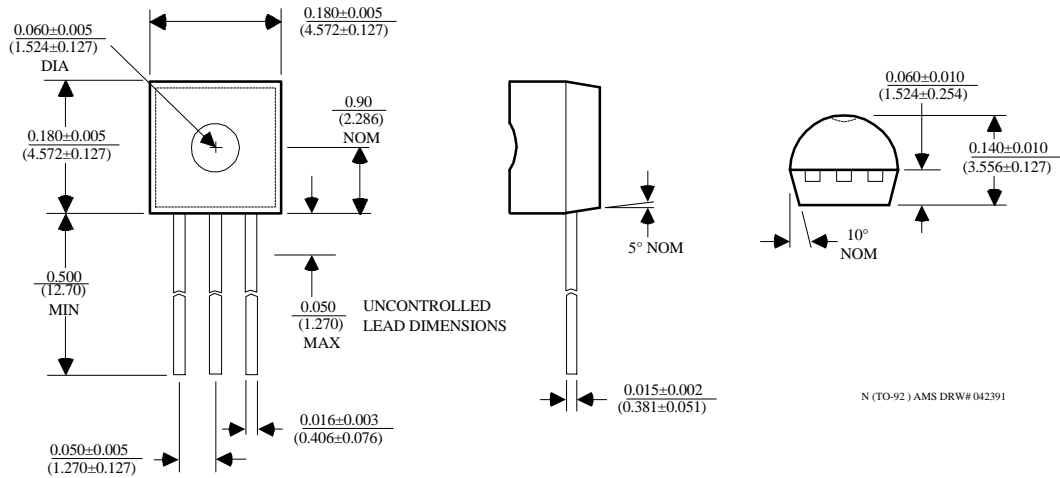 0.180±0.005
(4.572±0.127)
0.060±0.005
(1.524±0.127)
DIA
0.180±0.005
(4.572±0.127)
0.90
(2.286)
NOM
0.500
(12.70)
MIN
0.050
(1.270)
MAX
UNCONTROLLED
LEAD DIMENSIONS
0.016±0.003
(0.406±0.076)
0.050±0.005
(1.270±0.127)
5° NOM
0.015±0.002
(0.381±0.051)
0.060±0.010
(1.524±0.254)
0.140±0.010
(3.556±0.127)
10°
NOM
N (TO-92 ) AMS DRW# 042391